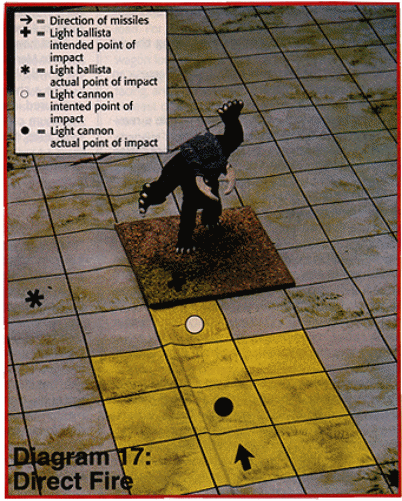 ➔ = Direction of missiles
✚ = Light ballista
intended point of
impact
* = Light ballista
actual point of impact
○ = Light cannon
intented point of
impact
● = Light cannon
actual point of impact
Diagram 17:
Direct Fire